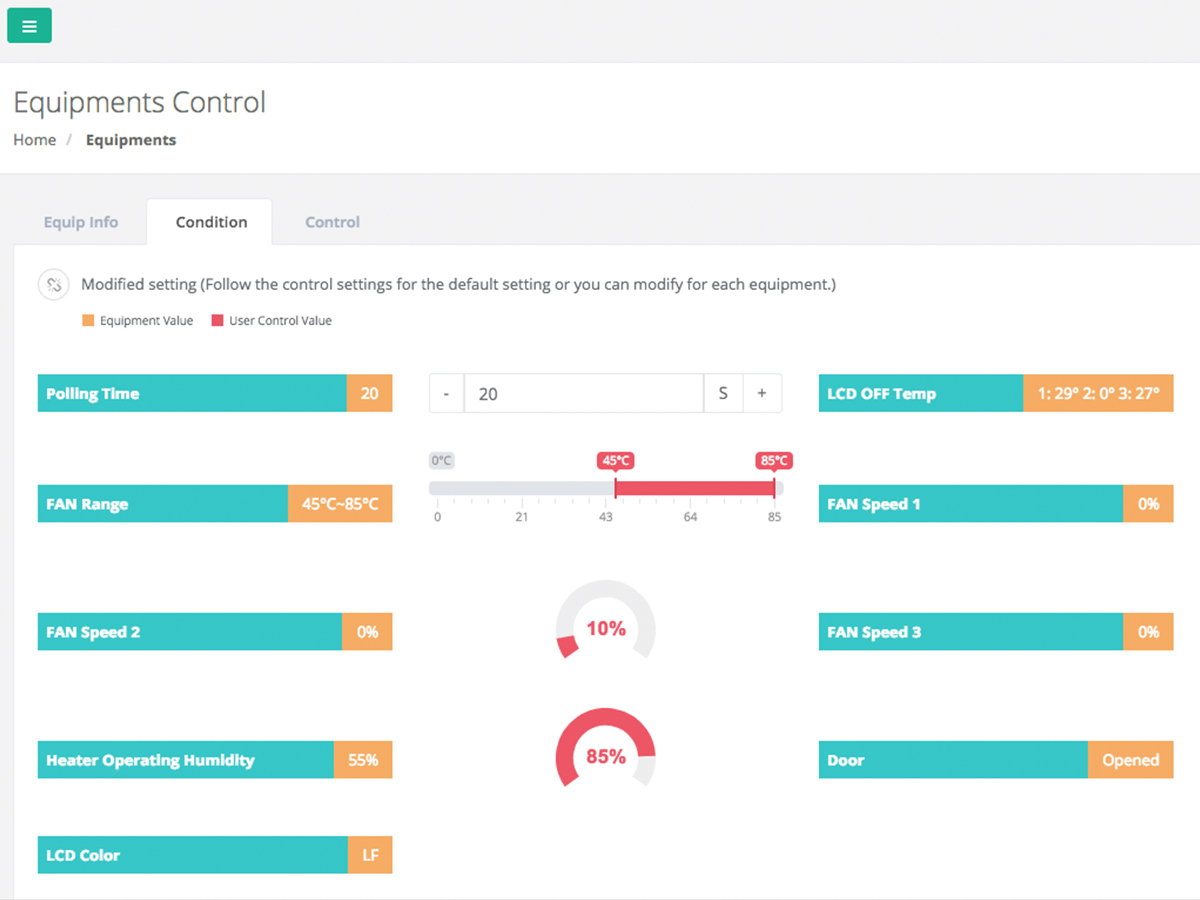 Equipments Control
Home / Equipments
Equip Info Condition Control
Modified setting (Follow the control settings for the default setting or you can modify for each equipment.)
Equipment Value User Control Value
Polling Time 20 - 20 S + LCD OFF Temp 1: 29° 2: 0° 3: 27°
0°C 45°C 85°C
FAN Range 45°C~85°C FAN Speed 1 0%
0 21 43 64 85
FAN Speed 2 0% 10% FAN Speed 3 0%
Heater Operating Humidity 55% 85% Door Opened
LCD Color LF